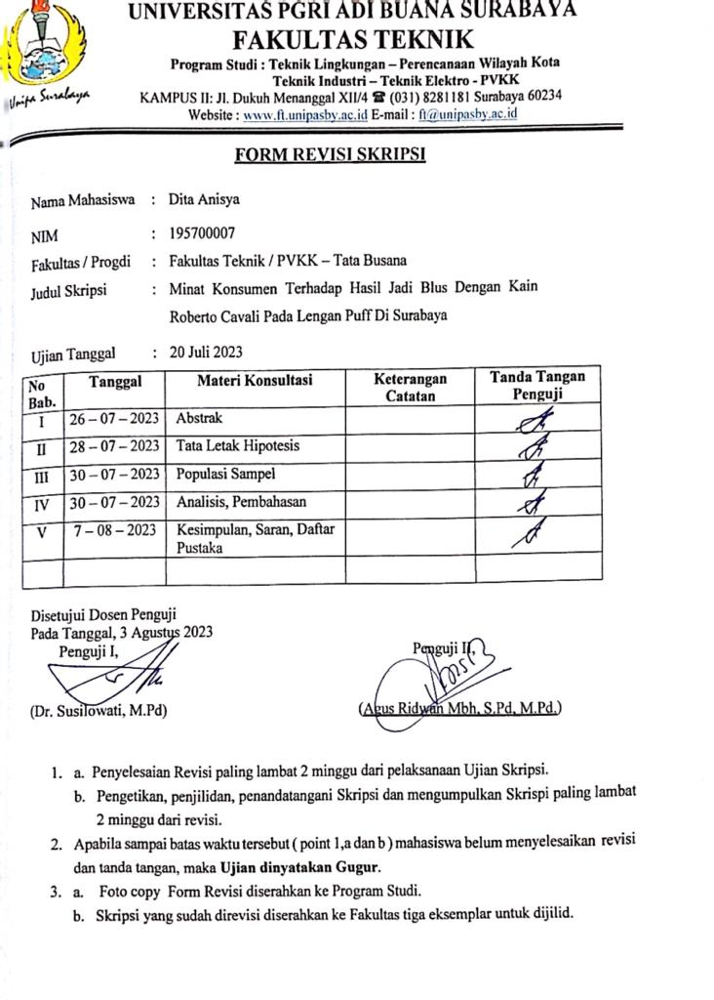 UNIVERSITAS PGRI ADI BUANA SURABAYA
FAKULTAS TEKNIK
Program Studi : Teknik Lingkungan – Perencanaan Wilayah Kota
Teknik Industri – Teknik Elektro - PVKK
KAMPUS II: Jl. Dukuh Menanggal XII/4 ☎ (031) 8281181 Surabaya 60234
Website : www.ft.unipasby.ac.id E-mail : ft@unipasby.ac.id
Unipa Surabaya
FORM REVISI SKRIPSI
Nama Mahasiswa : Dita Anisya
NIM : 195700007
Fakultas / Progdi : Fakultas Teknik / PVKK – Tata Busana
Judul Skripsi : Minat Konsumen Terhadap Hasil Jadi Blus Dengan Kain
Roberto Cavali Pada Lengan Puff Di Surabaya
Ujian Tanggal : 20 Juli 2023
No Bab. Tanggal Materi Konsultasi Keterangan Catatan Tanda Tangan Penguji
I 26 – 07 – 2023 Abstrak
II 28 – 07 – 2023 Tata Letak Hipotesis
III 30 – 07 – 2023 Populasi Sampel
IV 30 – 07 – 2023 Analisis, Pembahasan
V 7 – 08 – 2023 Kesimpulan, Saran, Daftar
Pustaka
Disetujui Dosen Penguji
Pada Tanggal, 3 Agustus 2023
Penguji I, Penguji II,
(Dr. Susilowati, M.Pd) (Agus Ridwan Mbh, S.Pd, M.Pd.)
1. a. Penyelesaian Revisi paling lambat 2 minggu dari pelaksanaan Ujian Skripsi.
b. Pengetikan, penjilidan, penandatangani Skripsi dan mengumpulkan Skrispi paling lambat
2 minggu dari revisi.
2. Apabila sampai batas waktu tersebut ( point 1,a dan b ) mahasiswa belum menyelesaikan revisi
dan tanda tangan, maka Ujian dinyatakan Gugur.
3. a. Foto copy Form Revisi diserahkan ke Program Studi.
b. Skripsi yang sudah direvisi diserahkan ke Fakultas tiga eksemplar untuk dijilid.